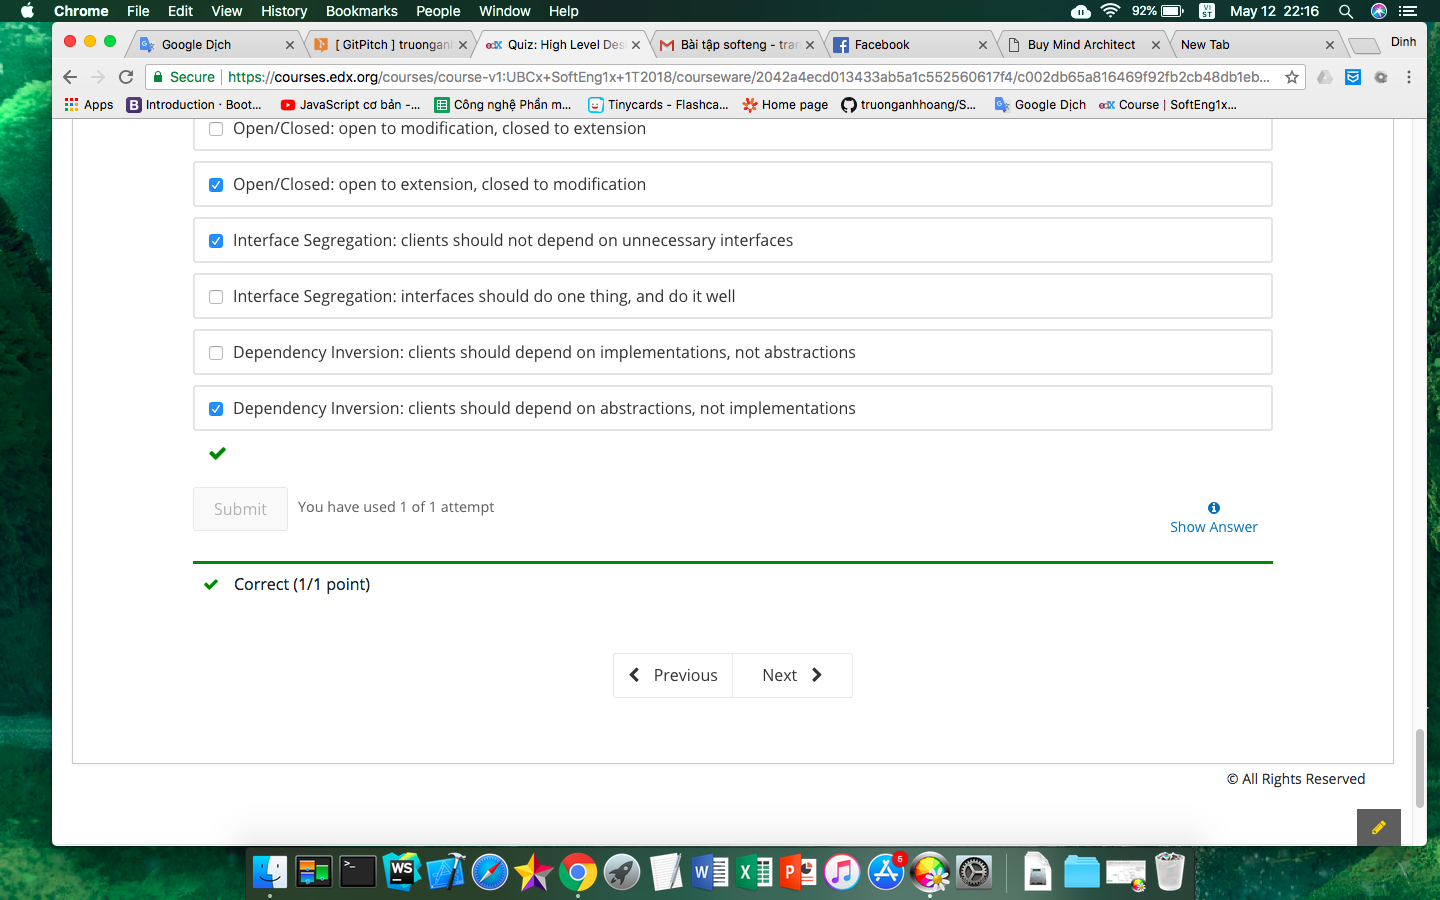 Chrome File Edit View History Bookmarks People Window Help 92% VI ST May 12 22:16
Google Dịch [ GitPitch ] truongan Quiz: High Level Des Bài tập softeng - tran Facebook Buy Mind Architect New Tab Dinh
Secure https://courses.edx.org/courses/course-v1:UBCx+SoftEng1x+1T2018/courseware/2042a4ecd013433ab5a1c552560617f4/c002db65a816469f92fb2cb48db1eb...
Apps Introduction · Boot... JavaScript cơ bản -... Công nghệ Phần m... Tinycards - Flashca... Home page truonganhhoang/S... Google Dịch Course | SoftEng1x...
Open/Closed: open to modification, closed to extension
Open/Closed: open to extension, closed to modification
Interface Segregation: clients should not depend on unnecessary interfaces
Interface Segregation: interfaces should do one thing, and do it well
Dependency Inversion: clients should depend on implementations, not abstractions
Dependency Inversion: clients should depend on abstractions, not implementations
Submit You have used 1 of 1 attempt
Show Answer
Correct (1/1 point)
Previous Next
© All Rights Reserved
WS
W
X
P
5